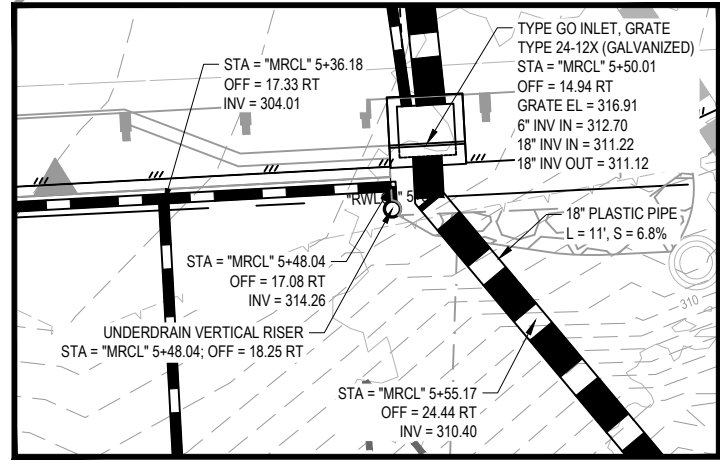 TYPE GO INLET, GRATE
TYPE 24-12X (GALVANIZED)
STA = "MRCL" 5+50.01
OFF = 14.94 RT
GRATE EL = 316.91
6" INV IN = 312.70
18" INV IN = 311.22
18" INV OUT = 311.12
STA = "MRCL" 5+36.18
OFF = 17.33 RT
INV = 304.01
18" PLASTIC PIPE
L = 11', S = 6.8%
STA = "MRCL" 5+48.04
OFF = 17.08 RT
INV = 314.26
310
UNDERDRAIN VERTICAL RISER
STA = "MRCL" 5+48.04; OFF = 18.25 RT
STA = "MRCL" 5+55.17
OFF = 24.44 RT
INV = 310.40